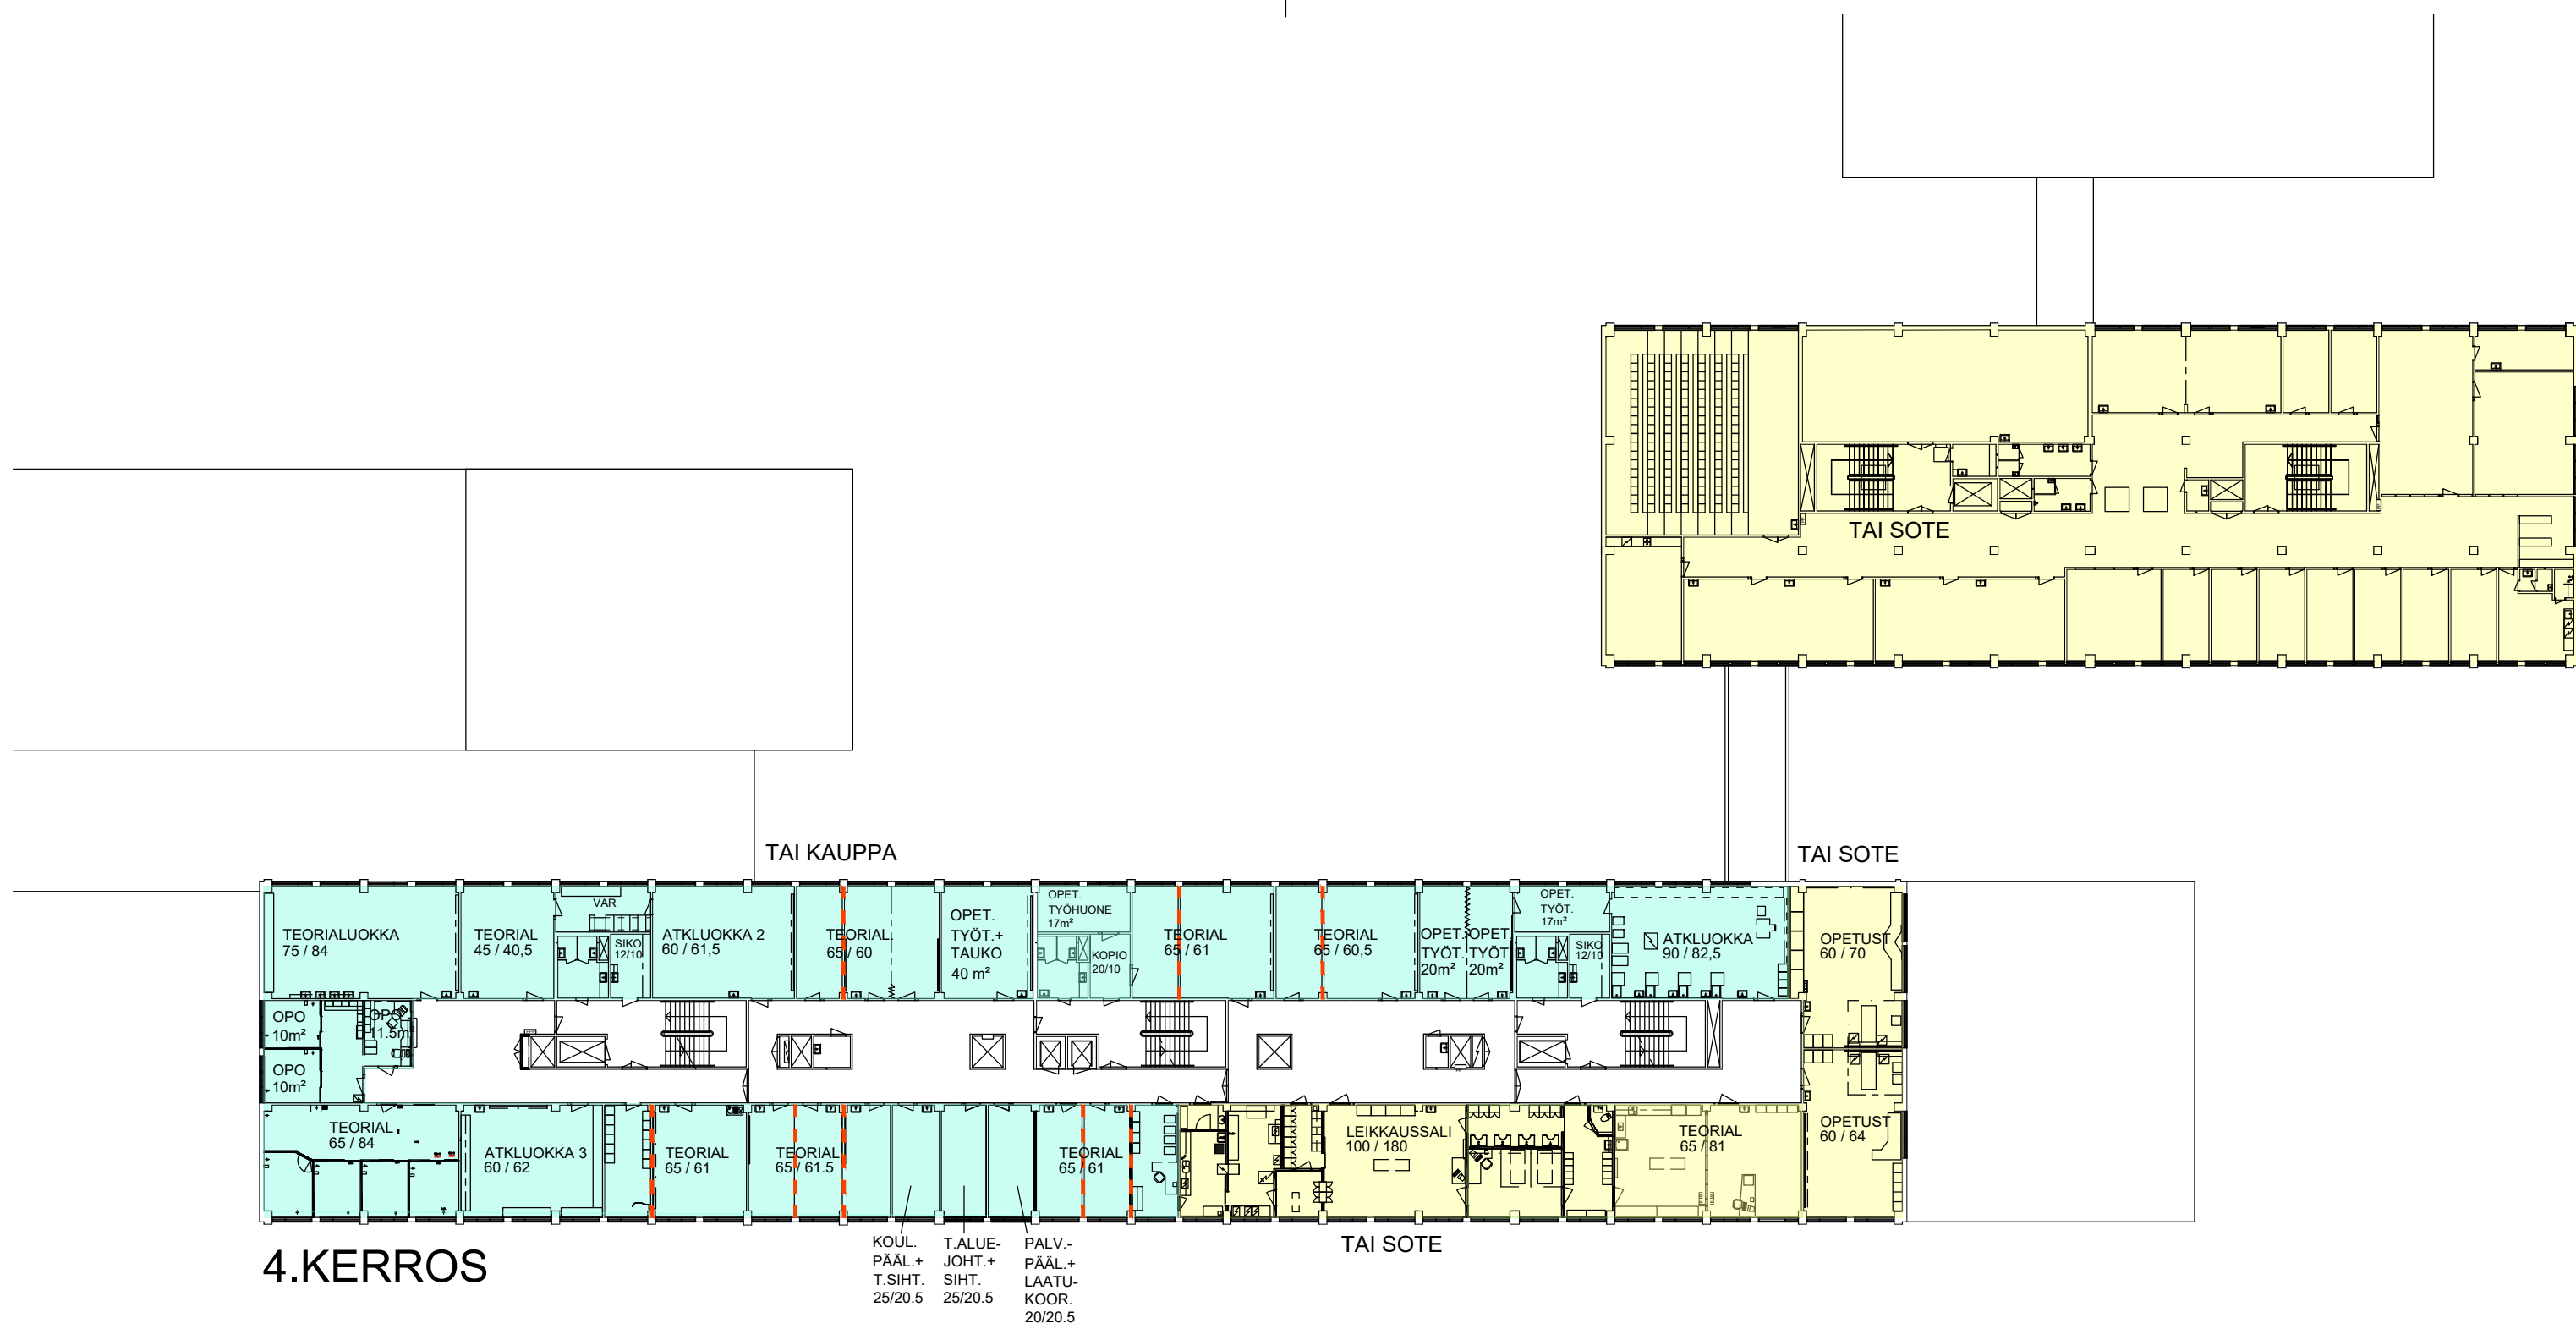 TAI SOTE
TAI KAUPPA
TAI SOTE
TEORIALUOKKA
75 / 84
TEORIAL
45 / 40,5
VAR
SIKO
12/10
ATKLUOKKA 2
60 / 61,5
TEORIAL
65 / 60
OPET.
TYÖT.+
TAUKO
40 m²
OPET.
TYÖHUONE
17m²
KOPIO
20/10
TEORIAL
65 / 61
TEORIAL
65 / 60,5
OPET.
TYÖT.
20m²
OPET.
TYÖT.
20m²
OPET.
TYÖT.
17m²
SIKO
12/10
ATKLUOKKA
90 / 82,5
OPETUST
60 / 70
OPO
10m²
OPO
11.5m²
OPO
10m²
TEORIAL
65 / 84
ATKLUOKKA 3
60 / 62
TEORIAL
65 / 61
TEORIAL
65 / 61.5
TEORIAL
65 / 61
LEIKKAUSSALI
100 / 180
TEORIAL
65 / 81
OPETUST
60 / 64
KOUL.
PÄÄL.+
T.SIHT.
25/20.5
T.ALUE-
JOHT.+
SIHT.
25/20.5
PALV.-
PÄÄL.+
LAATU-
KOOR.
20/20.5
TAI SOTE
4.KERROS